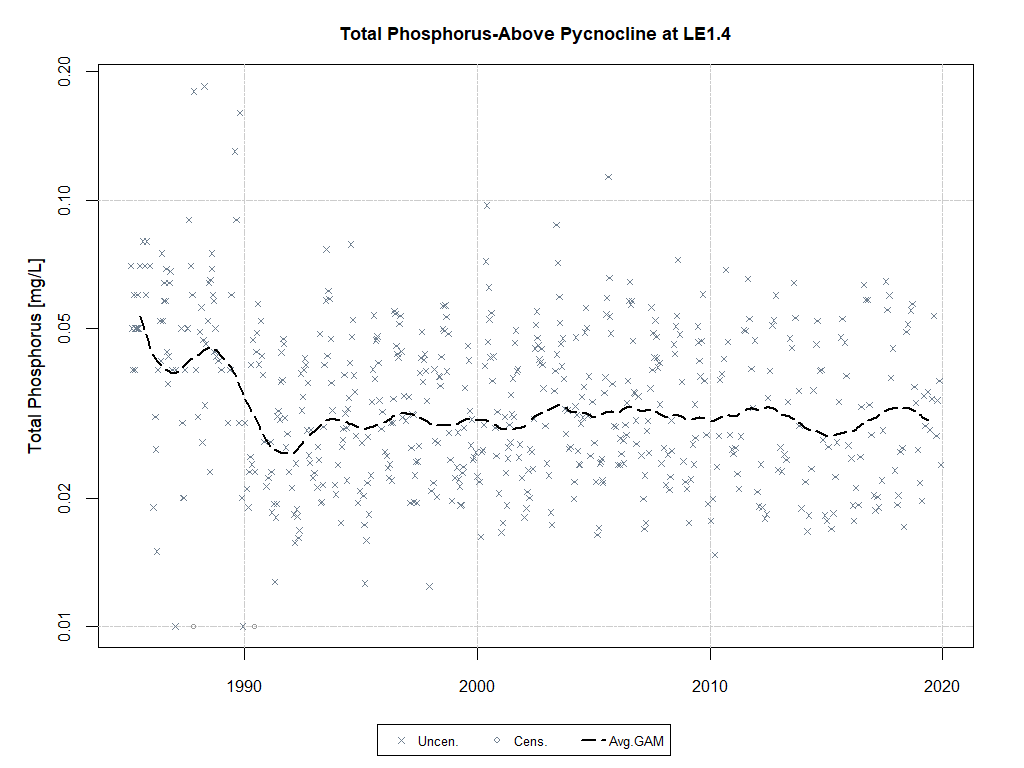 Total Phosphorus-Above Pycnocline at LE1.4
Total Phosphorus [mg/L]
0.20
0.10
0.05
0.02
0.01
1990 2000 2010 2020
Uncen. Cens. Avg.GAM